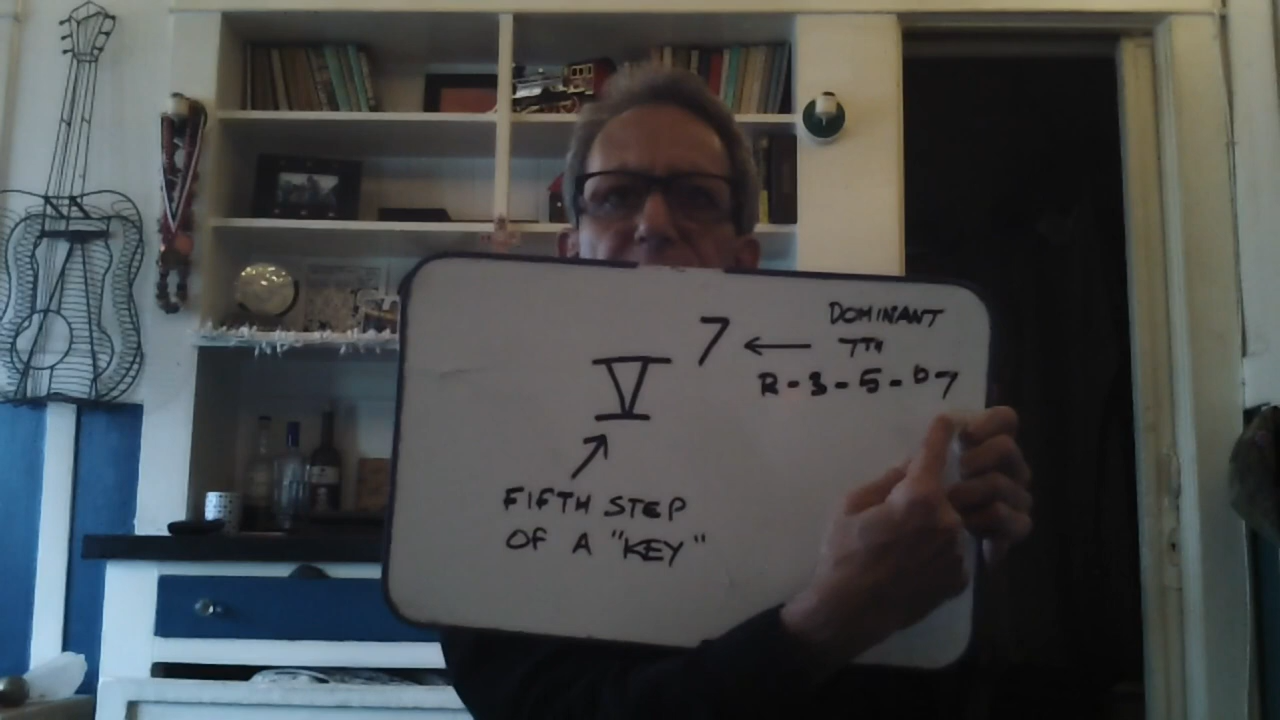 DOMINANT
7 ← 7TH
V
R-3-5-b7
↗
FIFTH STEP
OF A "KEY"